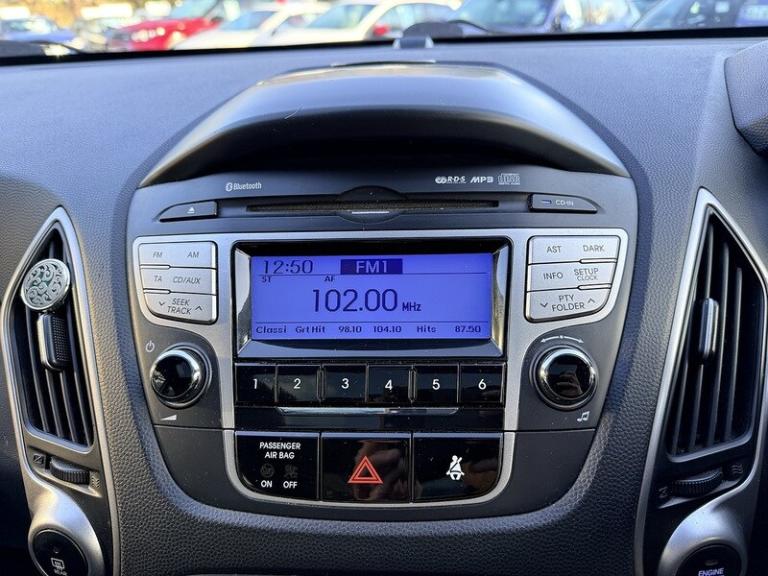 Bluetooth
R·D·S MP3
CD-IN
FM AM
TA CD/AUX
SEEK
TRACK
12:50 FM1
ST AF
102.00 MHz
Classi GrtHit 98.10 104.10 Hits 87.50
AST DARK
INFO SETUP
CLOCK
PTY
FOLDER
1 2 3 4 5 6
PASSENGER
AIR BAG
ON OFF
REAR
ENGINE